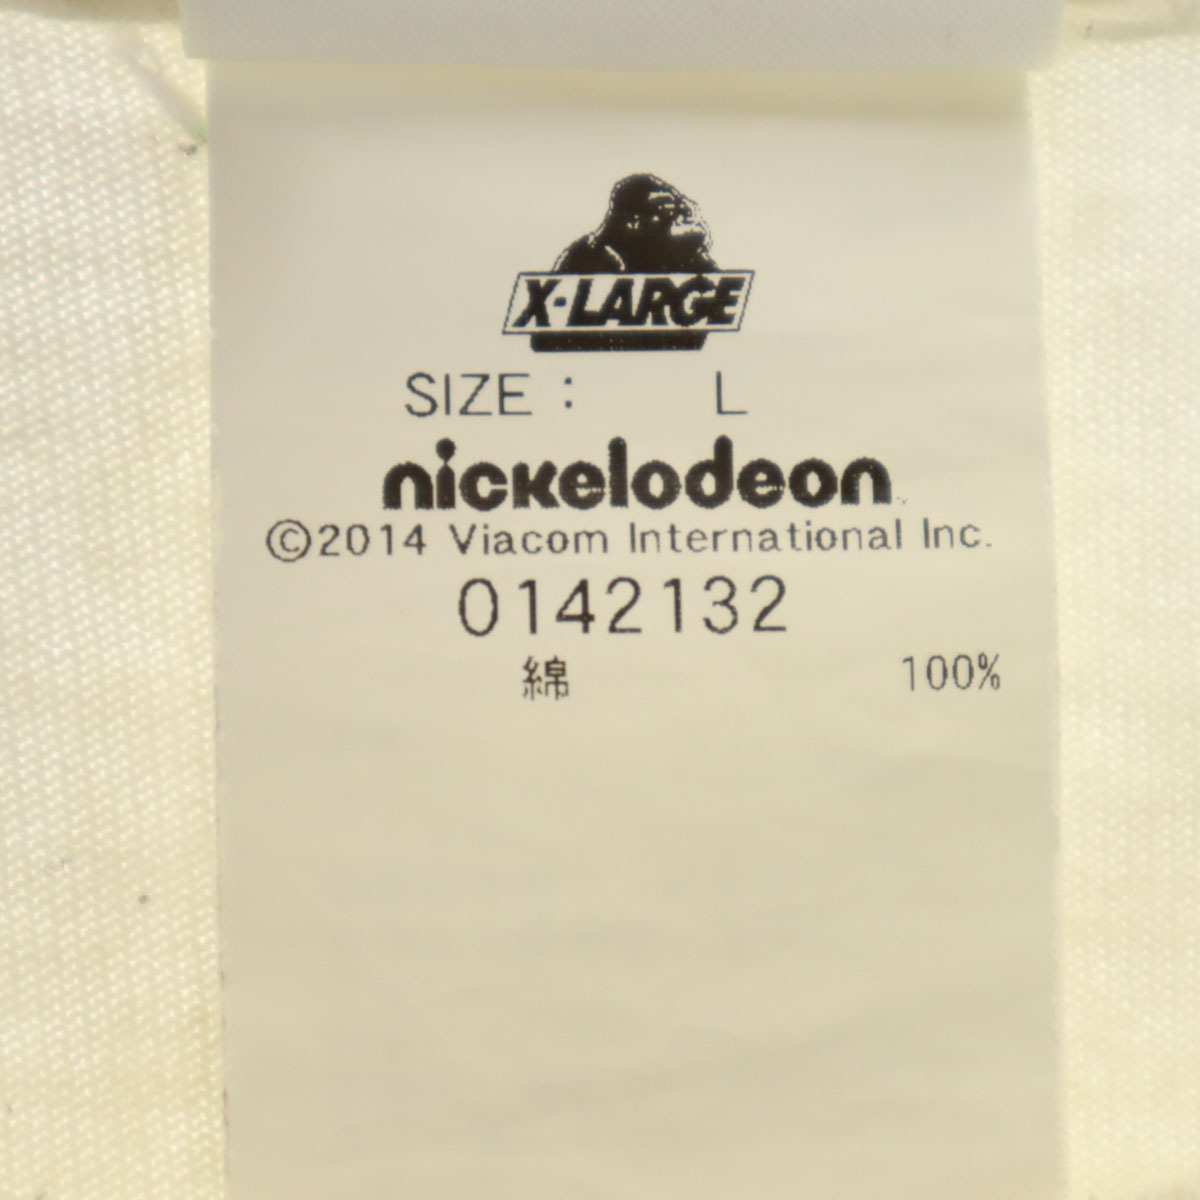 X-LARGE
SIZE : L
nickelodeon
©2014 Viacom International Inc.
0142132
綿 100%